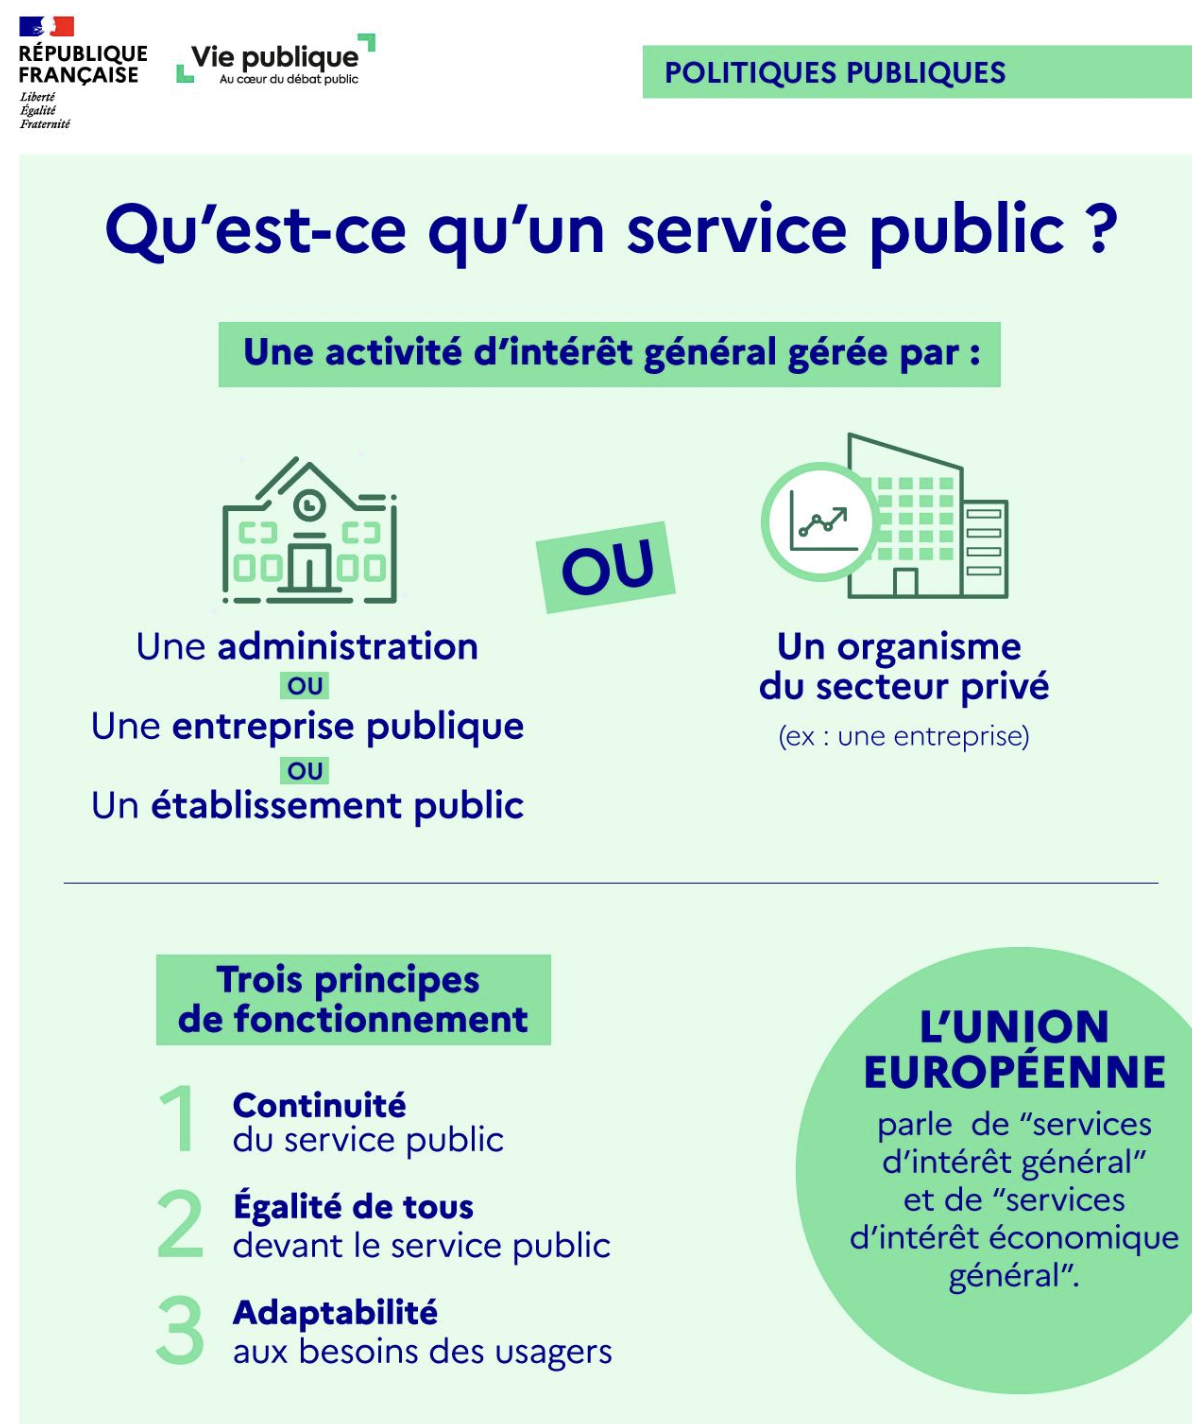 RÉPUBLIQUE
FRANÇAISE
Liberté
Égalité
Fraternité
Vie publique
Au cœur du débat public
POLITIQUES PUBLIQUES
Qu’est-ce qu’un service public ?
Une activité d’intérêt général gérée par :
Une administration
OU
Une entreprise publique
OU
Un établissement public
OU
Un organisme
du secteur privé
(ex : une entreprise)
Trois principes
de fonctionnement
1 Continuité
du service public
2 Égalité de tous
devant le service public
3 Adaptabilité
aux besoins des usagers
L’UNION
EUROPÉENNE
parle de “services
d’intérêt général”
et de “services
d’intérêt économique
général”.